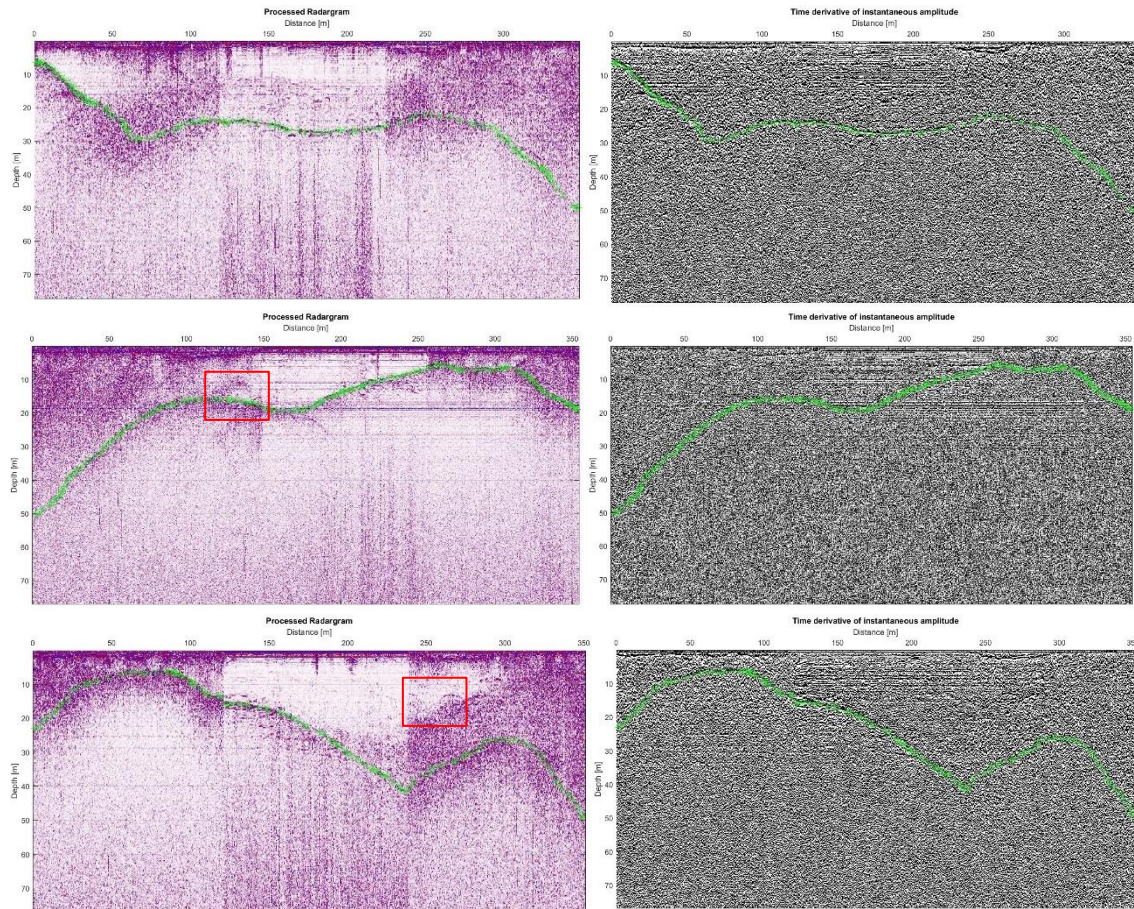 Processed Radargram
Distance [m]
0 50 100 150 200 250 300
Depth [m]
10
20
30
40
50
60
70
Time derivative of instantaneous amplitude
Distance [m]
0 50 100 150 200 250 300
Depth [m]
10
20
30
40
50
60
70
Processed Radargram
Distance [m]
0 50 100 150 200 250 300 350
Depth [m]
10
20
30
40
50
60
70
Time derivative of instantaneous amplitude
Distance [m]
0 50 100 150 200 250 300 350
Depth [m]
10
20
30
40
50
60
70
Processed Radargram
Distance [m]
0 50 100 150 200 250 300 350
Depth [m]
10
20
30
40
50
60
70
Time derivative of instantaneous amplitude
Distance [m]
0 50 100 150 200 250 300
Depth [m]
10
20
30
40
50
60
70